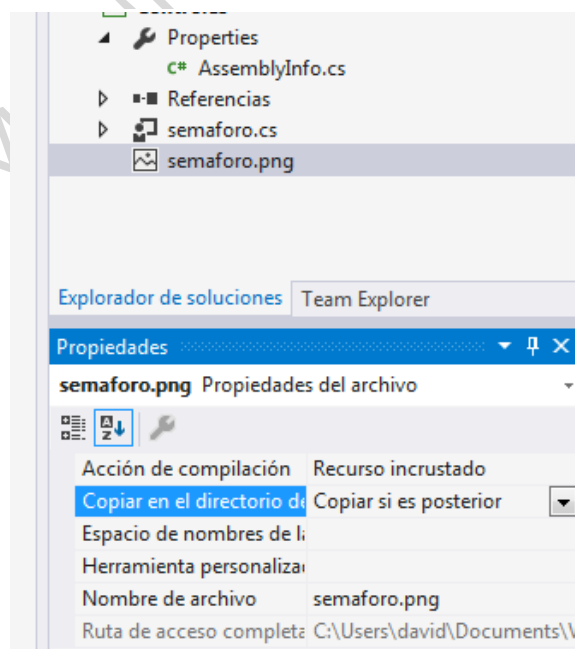 Properties
C# AssemblyInfo.cs
Referencias
semaforo.cs
semaforo.png
Explorador de soluciones Team Explorer
Propiedades
semaforo.png Propiedades del archivo
Acción de compilación Recurso incrustado
Copiar en el directorio de Copiar si es posterior
Espacio de nombres de la
Herramienta personaliza
Nombre de archivo semaforo.png
Ruta de acceso completa C:\Users\david\Documents\